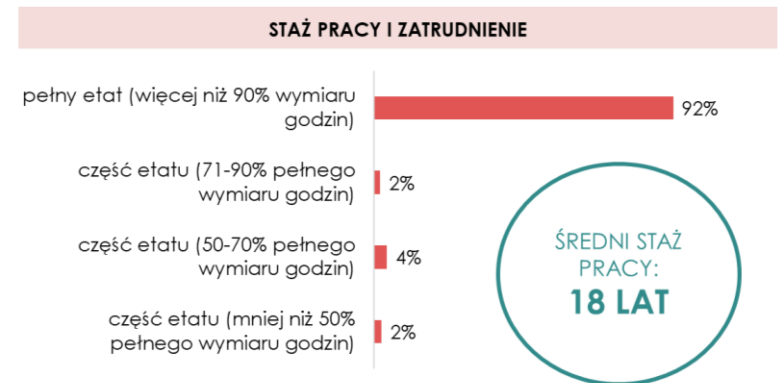 STAŻ PRACY I ZATRUDNIENIE
pełny etat (więcej niż 90% wymiaru
godzin)
92%
część etatu (71-90% pełnego
wymiaru godzin)
2%
część etatu (50-70% pełnego
wymiaru godzin)
4%
część etatu (mniej niż 50%
pełnego wymiaru godzin)
2%
ŚREDNI STAŻ
PRACY:
18 LAT